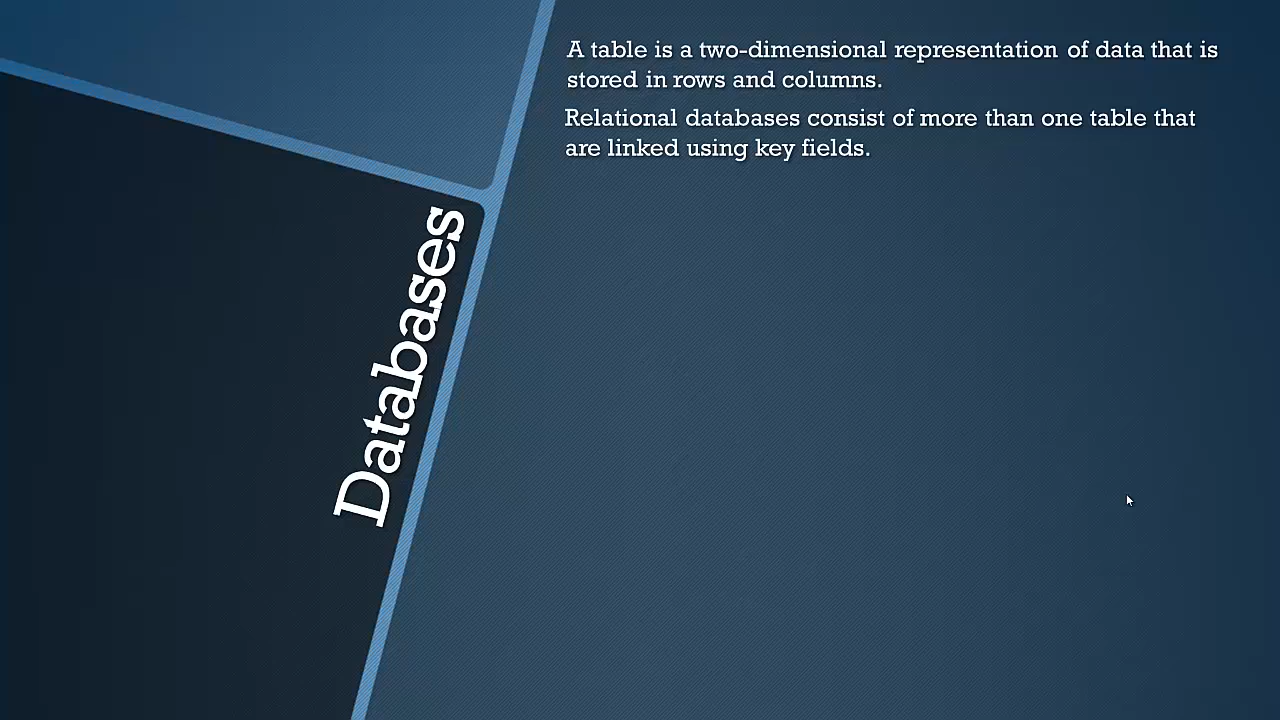 Databases
A table is a two-dimensional representation of data that is
stored in rows and columns.
Relational databases consist of more than one table that
are linked using key fields.